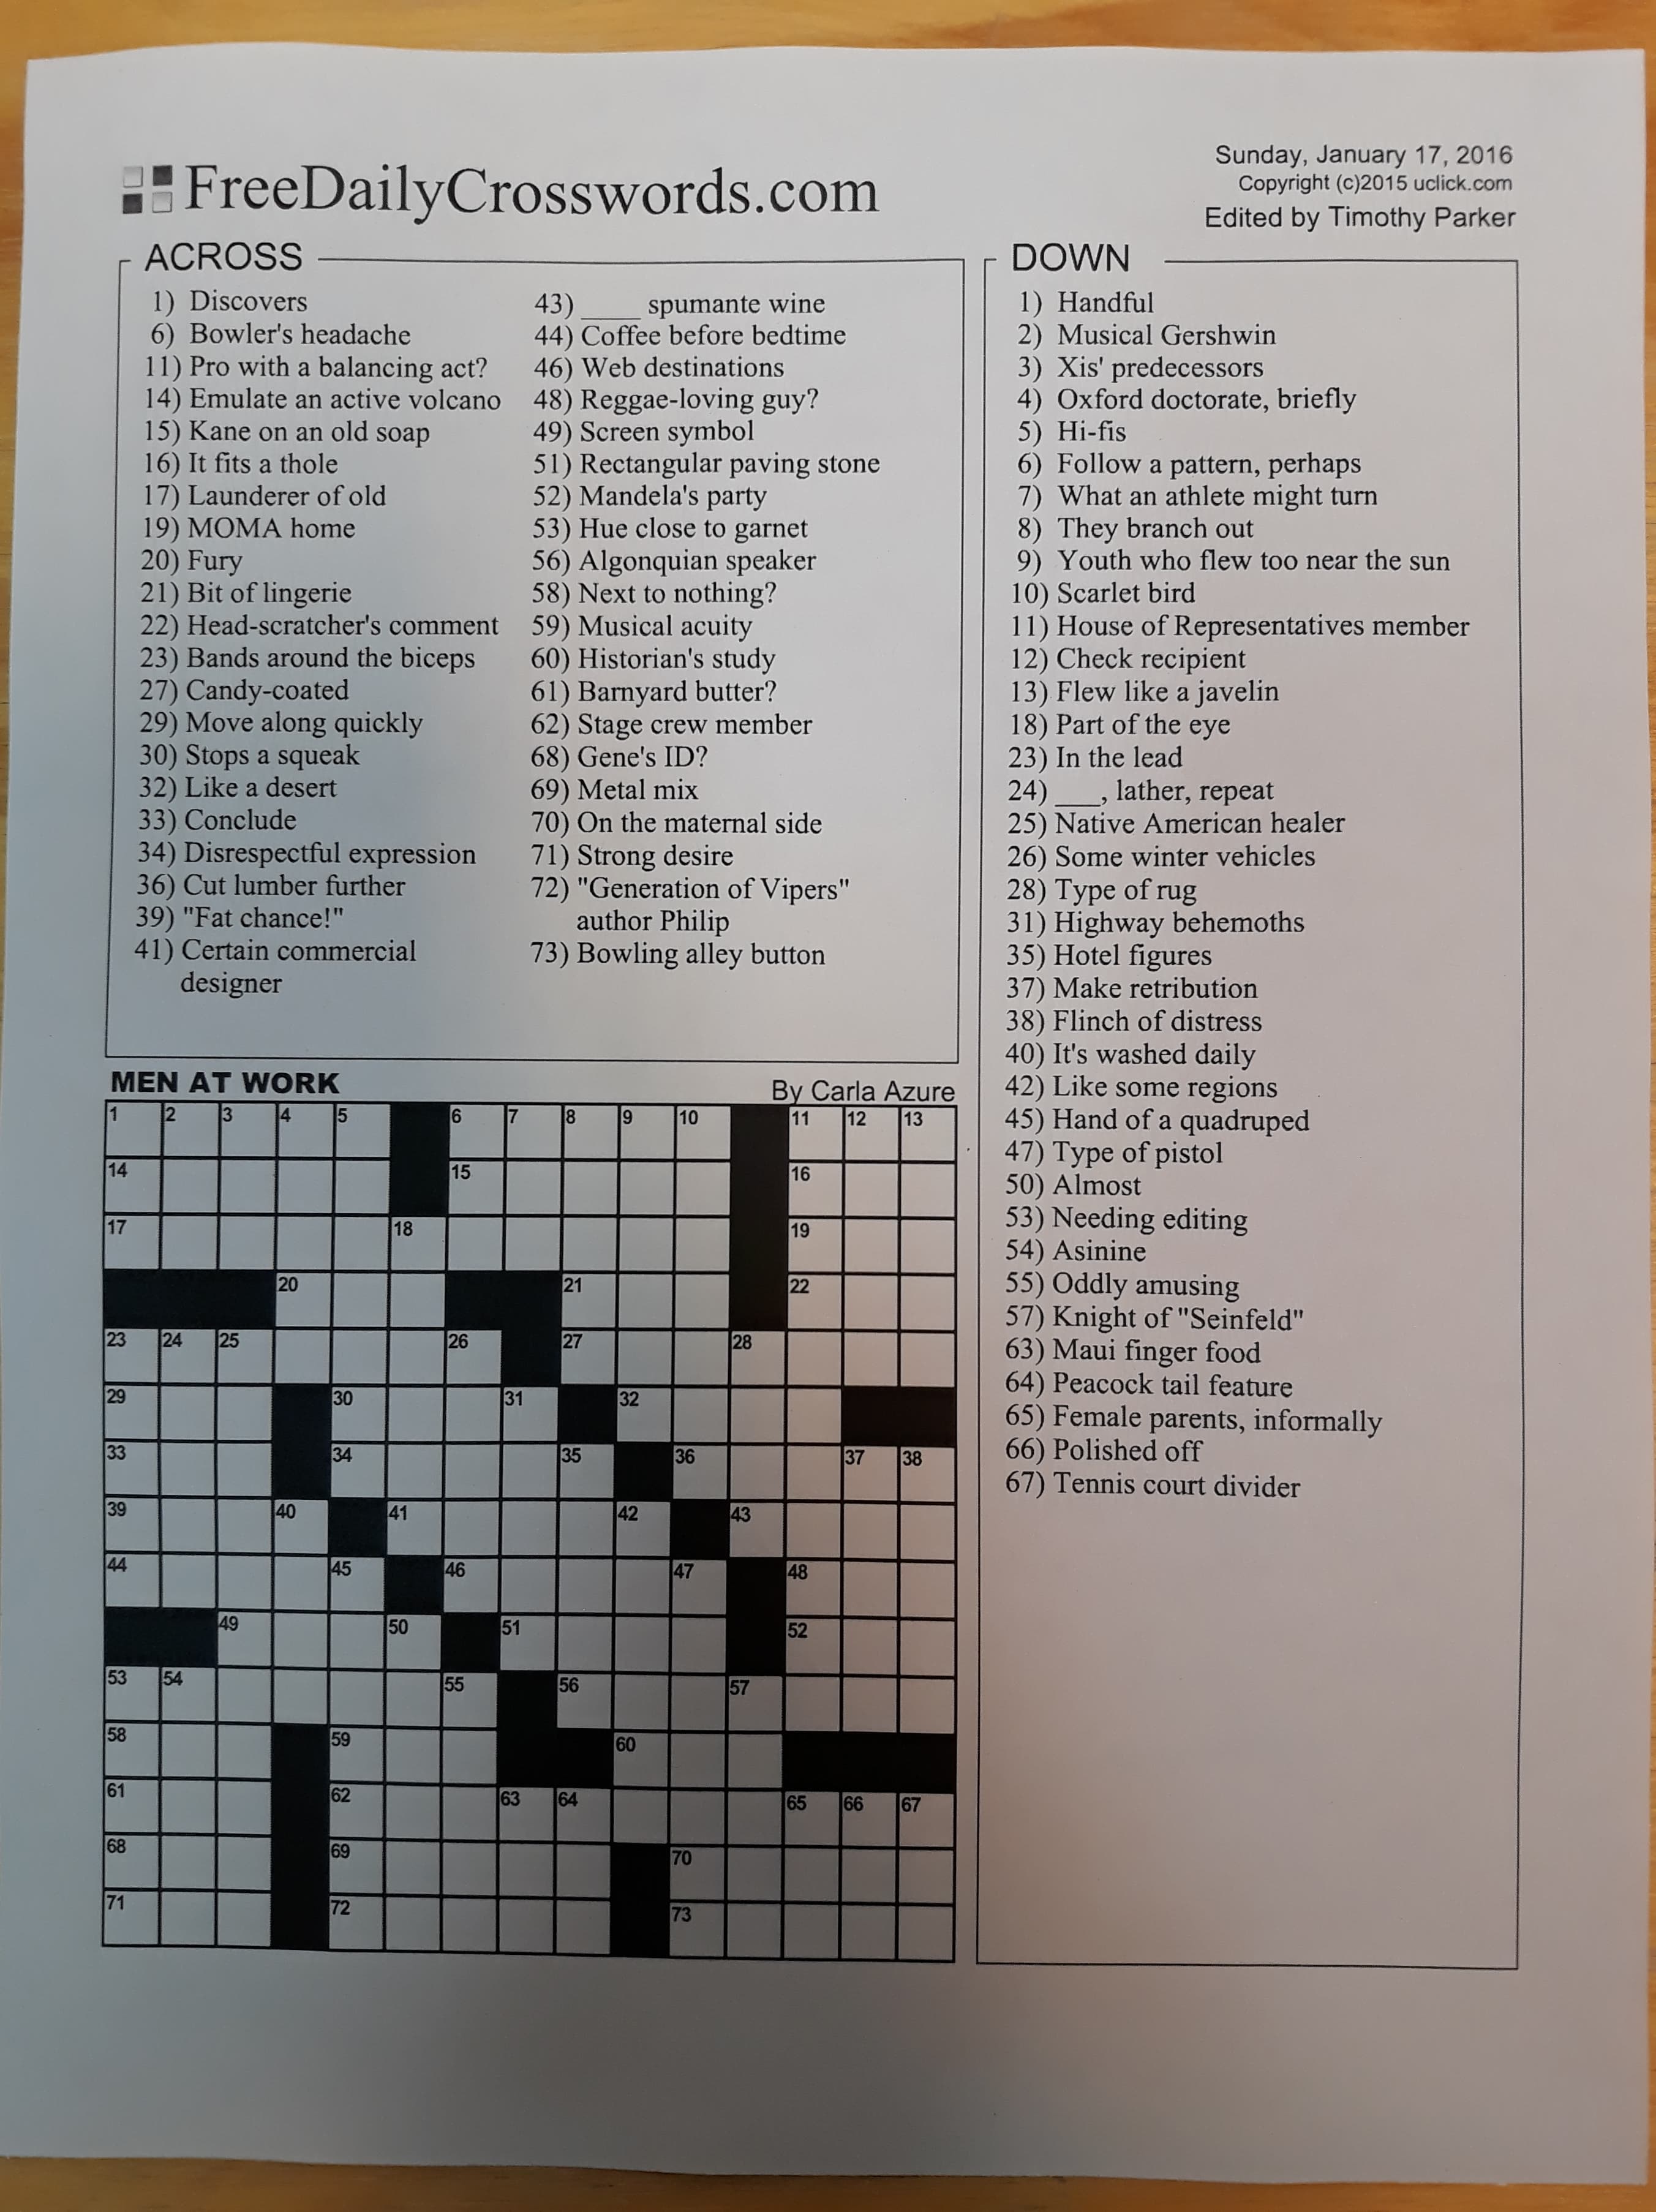 FreeDailyCrosswords.com
Sunday, January 17, 2016
Copyright (c)2015 uclick.com
Edited by Timothy Parker
ACROSS
1) Discovers
6) Bowler's headache
11) Pro with a balancing act?
14) Emulate an active volcano
15) Kane on an old soap
16) It fits a thole
17) Launderer of old
19) MOMA home
20) Fury
21) Bit of lingerie
22) Head-scratcher's comment
23) Bands around the biceps
27) Candy-coated
29) Move along quickly
30) Stops a squeak
32) Like a desert
33) Conclude
34) Disrespectful expression
36) Cut lumber further
39) "Fat chance!"
41) Certain commercial
designer
43) ____ spumante wine
44) Coffee before bedtime
46) Web destinations
48) Reggae-loving guy?
49) Screen symbol
51) Rectangular paving stone
52) Mandela's party
53) Hue close to garnet
56) Algonquian speaker
58) Next to nothing?
59) Musical acuity
60) Historian's study
61) Barnyard butter?
62) Stage crew member
68) Gene's ID?
69) Metal mix
70) On the maternal side
71) Strong desire
72) "Generation of Vipers"
author Philip
73) Bowling alley button
DOWN
1) Handful
2) Musical Gershwin
3) Xis' predecessors
4) Oxford doctorate, briefly
5) Hi-fis
6) Follow a pattern, perhaps
7) What an athlete might turn
8) They branch out
9) Youth who flew too near the sun
10) Scarlet bird
11) House of Representatives member
12) Check recipient
13) Flew like a javelin
18) Part of the eye
23) In the lead
24) ___, lather, repeat
25) Native American healer
26) Some winter vehicles
28) Type of rug
31) Highway behemoths
35) Hotel figures
37) Make retribution
38) Flinch of distress
40) It's washed daily
42) Like some regions
45) Hand of a quadruped
47) Type of pistol
50) Almost
53) Needing editing
54) Asinine
55) Oddly amusing
57) Knight of "Seinfeld"
63) Maui finger food
64) Peacock tail feature
65) Female parents, informally
66) Polished off
67) Tennis court divider
MEN AT WORK
By Carla Azure
1 2 3 4 5 6 7 8 9 10 11 12 13
14 15 16
17 18 19
20 21 22
23 24 25 26 27 28
29 30 31 32
33 34 35 36 37 38
39 40 41 42 43
44 45 46 47 48
49 50 51 52
53 54 55 56 57
58 59 60
61 62 63 64 65 66 67
68 69 70
71 72 73